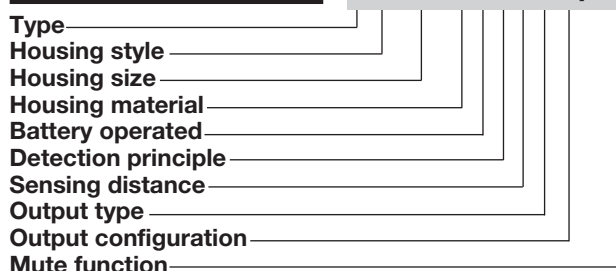 Type
Housing style
Housing size
Housing material
Battery operated
Detection principle
Sensing distance
Output type
Output configuration
Mute function